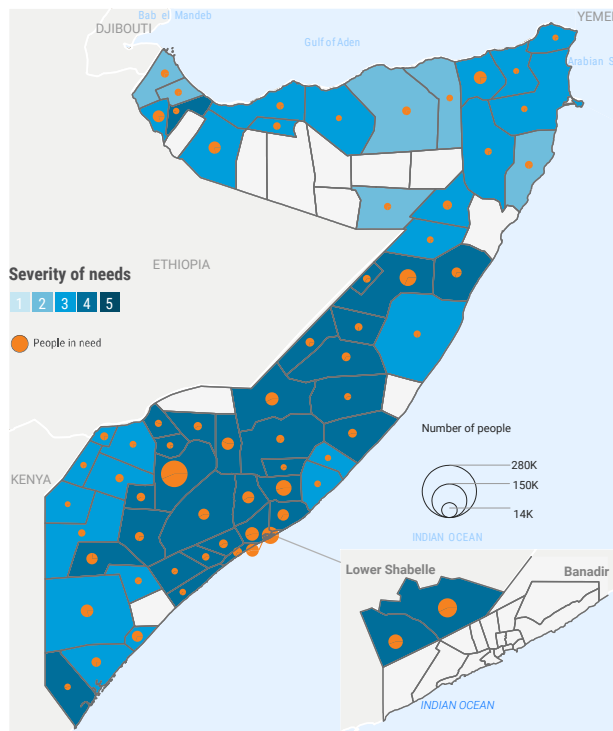 YEMEN
Bab el Mandeb
DJIBOUTI
Gulf of Aden
Arabian S
ETHIOPIA
Severity of needs
1 2 3 4 5
People in need
Number of people
280K
150K
14K
KENYA
INDIAN OCEAN
Lower Shabelle
Banadir
INDIAN OCEAN